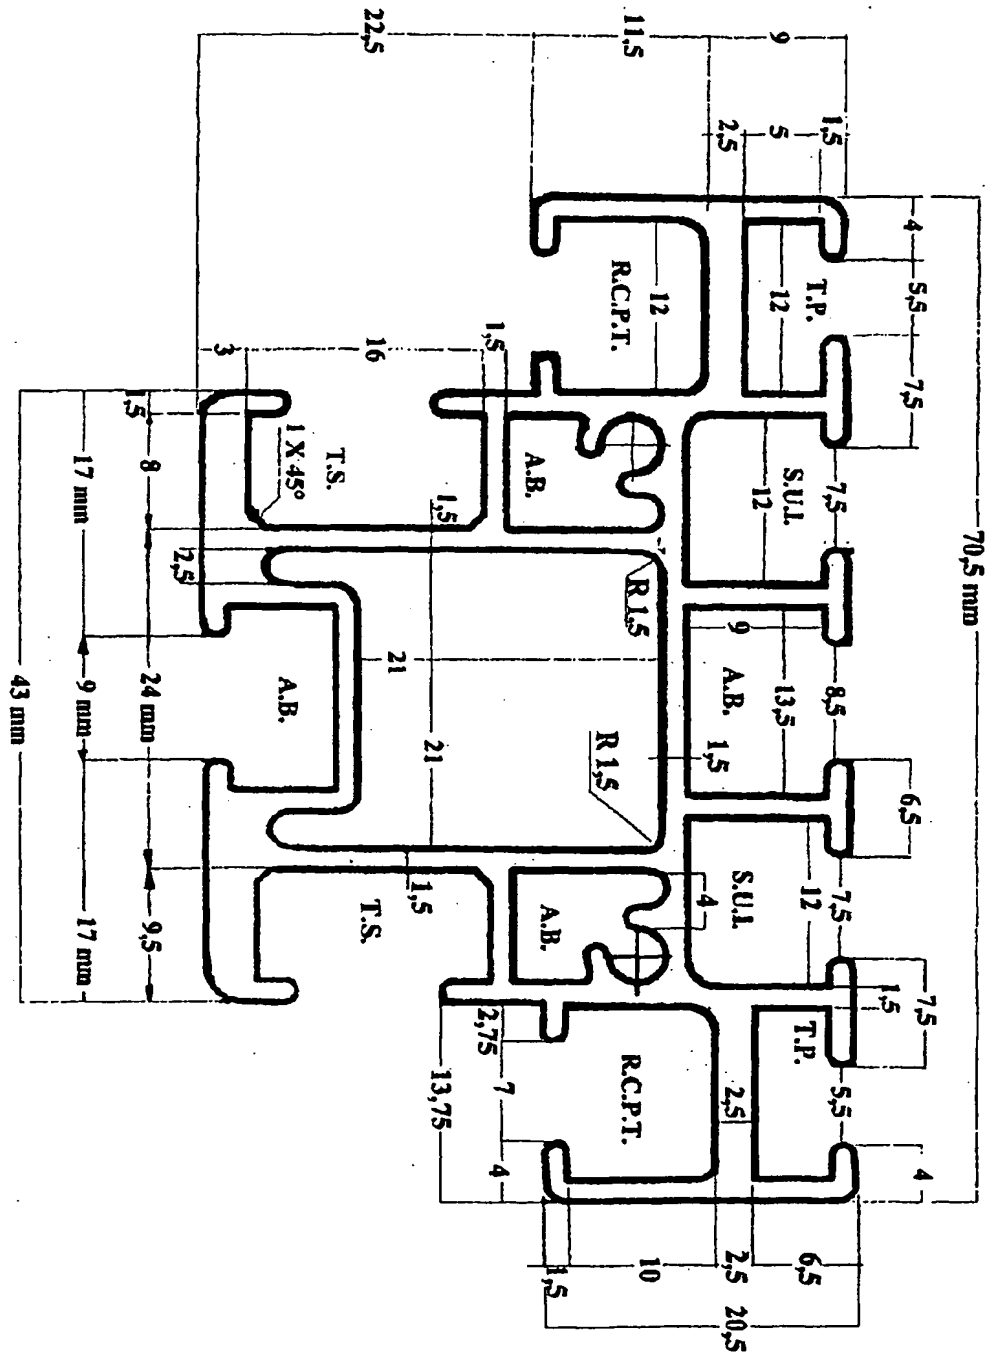 70,5 mm
4
5,5
7,5
6,5
7,5
4
1,5
7,5
8,5
7,5
5,5
1,5
T.P.
S.U.I.
12
T.P.
6,5
9
5
12
12
13,5
9
A.B.
S.U.I.
2,5
1,5
4
2,5
2,5
20,5
11,5
12
R.C.P.T.
R 1,5
R 1,5
R.C.P.T.
10
A.B.
A.B.
1,5
1,5
1,5
2,75
7
4
21
1,5
13,75
22,5
16
21
T.S.
T.S.
1 X 45°
A.B.
3
2,5
1,5
8
24 mm
9,5
17 mm
9 mm
17 mm
43 mm